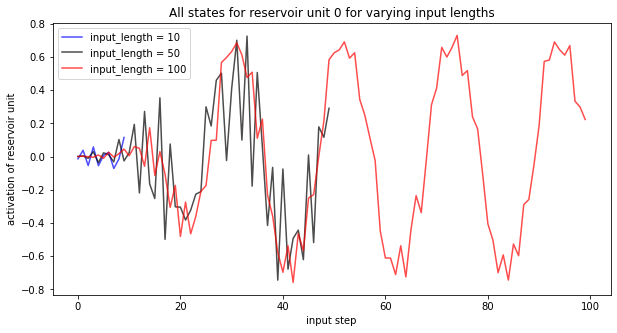 All states for reservoir unit 0 for varying input lengths
input_length = 10
input_length = 50
input_length = 100
activation of reservoir unit
0.8
0.6
0.4
0.2
0.0
−0.2
−0.4
−0.6
−0.8
0 20 40 60 80 100
input step